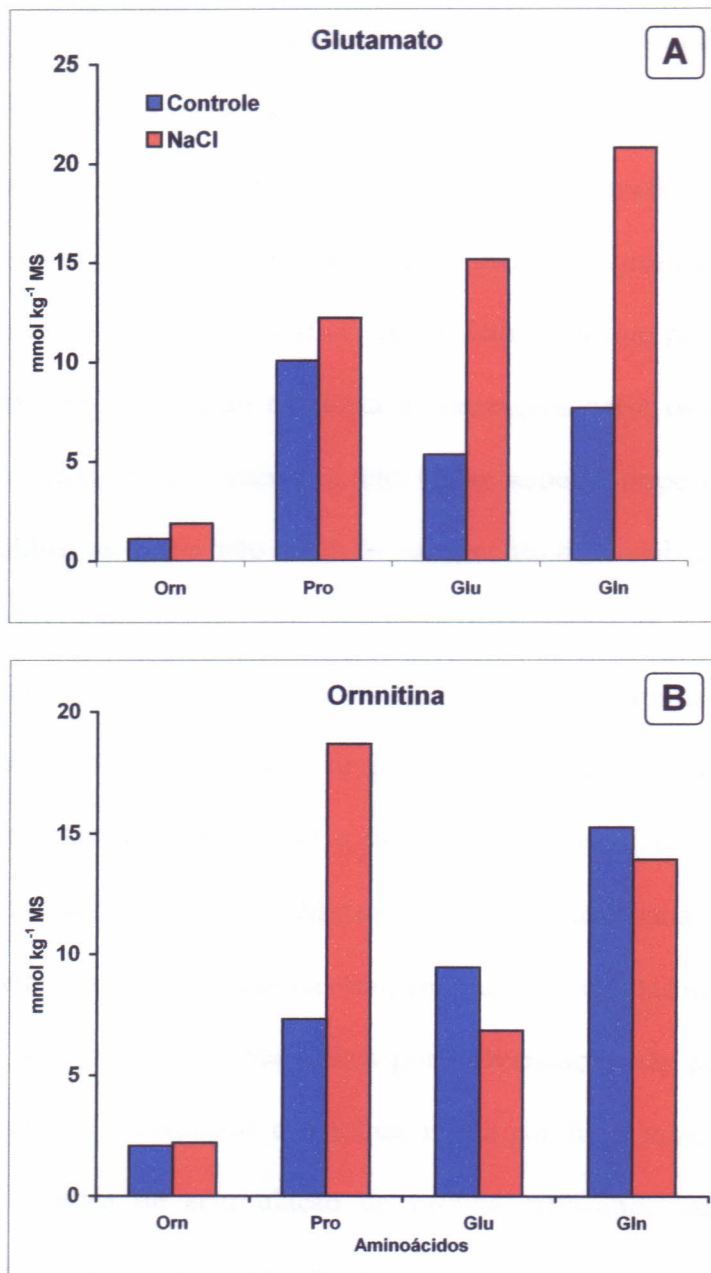 Glutamato
A
25
20
15
10
5
0
mmol kg⁻¹ MS
Controle
NaCl
Orn Pro Glu Gln
Ornnitina
B
20
15
10
5
0
mmol kg⁻¹ MS
Orn Pro Glu Gln
Aminoácidos